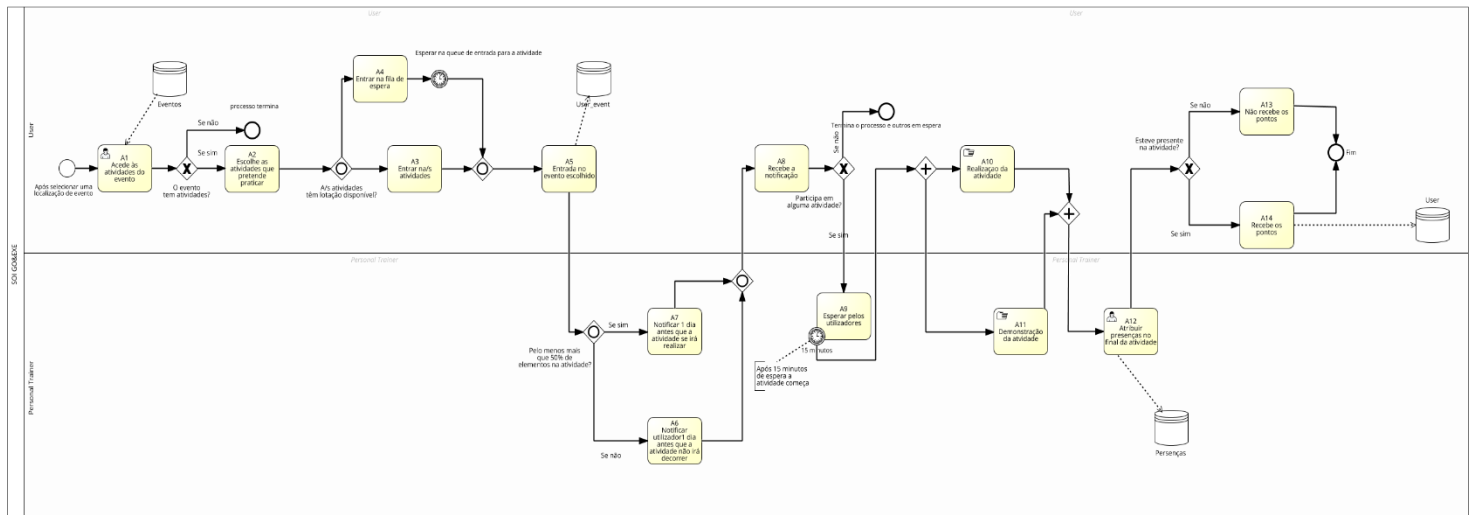 User
User
SOI GO&EXE
User
Após selecionar uma
localização de evento
A1
Acede às
atividades do
evento
Eventos
processo termina
Se não
Se sim
O evento
tem atividades?
A2
Escolhe as
atividades que
pretende
praticar
A/s atividades
têm lotação disponível?
A4
Entrar na fila de
espera
Esperar na queue de entrada para a atividade
A3
Entrar na/s
atividades
User_event
A5
Entrada no
evento escolhido
A8
Recebe a
notificação
Participa em
alguma atividade?
Se não
Termina o processo e outros em espera
Se sim
A10
Realização da
atividade
Esteve presente
na atividade?
Se não
Se sim
A13
Não recebe os
pontos
A14
Recebe os
pontos
Fim
User
Personal Trainer
Personal Trainer
Personal Trainer
Pelo menos mais
que 50% de
elementos na atividade?
Se sim
Se não
A7
Notificar 1 dia
antes que a
atividade se irá
realizar
A6
Notificar
utilizador1 dia
antes que a
atividade não irá
decorrer
A9
Esperar pelos
utilizadores
15 minutos
Após 15 minutos
de espera a
atividade começa
A11
Demonstração
da atvidade
A12
Atribuir
presenças no
final da atividade
Persenças